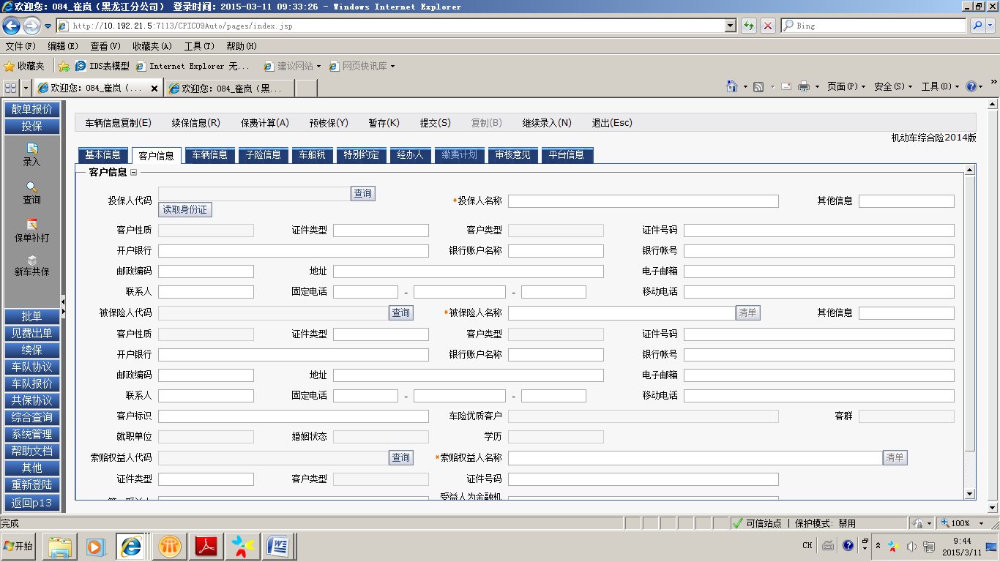 欢迎您: 084_崔岚 (黑龙江分公司) 登录时间: 2015-03-11 09:33:26 - Windows Internet Explorer
http://10.192.21.5:7113/CPIC09Auto/pages/index.jsp Bing
文件(F) 编辑(E) 查看(V) 收藏夹(A) 工具(T) 帮助(H)
收藏夹 IDS表模型 Internet Explorer 无... 建议网站 网页快讯库
欢迎您: 084_崔岚 (... 欢迎您: 084_崔岚 (黑... 页面(P) 安全(S) 工具(O)
散单报价
投保
录入
查询
保单补打
新车共保
批单
见费出单
续保
车队协议
车队报价
共保协议
综合查询
系统管理
帮助文档
其他
重新登陆
返回p13
车辆信息复制(E) 续保信息(R) 保费计算(A) 预核保(Y) 暂存(K) 提交(S) 复制(B) 继续录入(N) 退出(Esc)
机动车综合险2014版
基本信息 客户信息 车辆信息 子险信息 车船税 特别约定 经办人 缴费计划 审核意见 平台信息
客户信息
投保人代码 查询 *投保人名称 其他信息
读取身份证
客户性质 证件类型 客户类型 证件号码
开户银行 银行账户名称 银行帐号
邮政编码 地址 电子邮箱
联系人 固定电话 - - 移动电话
被保险人代码 查询 *被保险人名称 清单 其他信息
客户性质 证件类型 客户类型 证件号码
开户银行 银行账户名称 银行帐号
邮政编码 地址 电子邮箱
联系人 固定电话 - - 移动电话
客户标识 车险优质客户 客群
就职单位 婚姻状态 学历
索赔权益人代码 查询 *索赔权益人名称 清单
证件类型 客户类型 证件号码
受益人为金融机
完成 可信站点 | 保护模式: 禁用 100%
开始 CH 9:44
2015/3/11